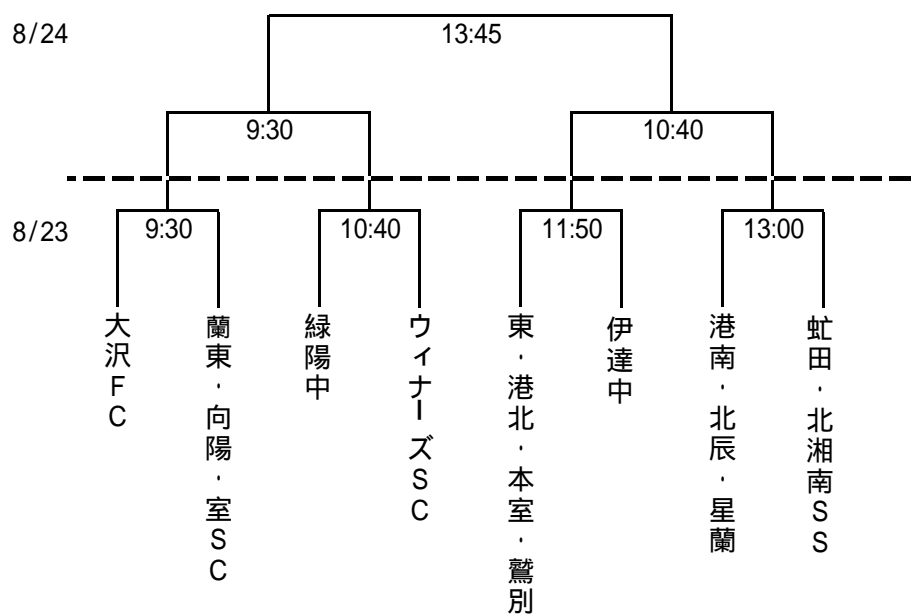 8/24
13:45
9:30
10:40
8/23
9:30
10:40
11:50
13:00
大沢FC
蘭東・向陽・室SC
緑陽中
ウィナーズSC
東・港北・本室・鷲別
伊達中
港南・北辰・星蘭
虻田・北湘南SS